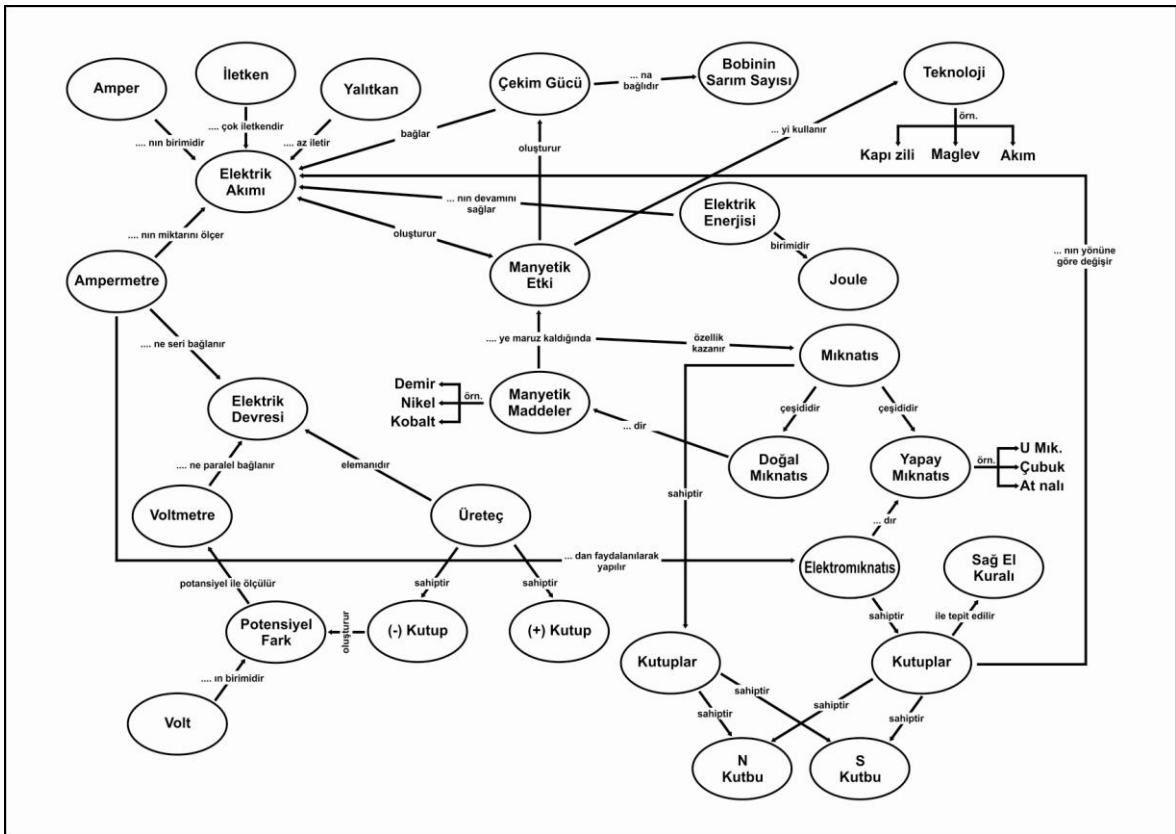 Amper
İletken
Yalıtkan
Çekim Gücü
... na
bağlıdır
Bobinin
Sarım Sayısı
Teknoloji
örn.
Kapı zili
Maglev
Akım
.... nın birimidir
.... çok iletkendir
.... az iletir
bağlar
oluşturur
... yi kullanır
Elektrik
Akımı
... nın devamını
sağlar
Elektrik
Enerjisi
birimidir
Joule
.... nın miktarını ölçer
oluşturur
Manyetik
Etki
... nın yönüne
göre değişir
Ampermetre
.... ne seri bağlanır
.... ye maruz kaldığında
özellik
kazanır
Mıknatıs
Elektrik
Devresi
Demir
Nikel
Kobalt
örn.
Manyetik
Maddeler
çeşididir
çeşididir
... dir
Doğal
Mıknatıs
Yapay
Mıknatıs
örn.
U Mık.
Çubuk
At nalı
.... ne paralel bağlanır
elemanıdır
sahiptir
Voltmetre
Üreteç
... dır
... dan faydalanılarak
yapılır
Elektromıknatıs
Sağ El
Kuralı
potansiyel ile ölçülür
sahiptir
sahiptir
sahiptir
ile tepit edilir
Potensiyel
Fark
oluşturur
(-) Kutup
(+) Kutup
Kutuplar
Kutuplar
.... ın birimidir
Volt
sahiptir
sahiptir
sahiptir
sahiptir
N
Kutbu
S
Kutbu